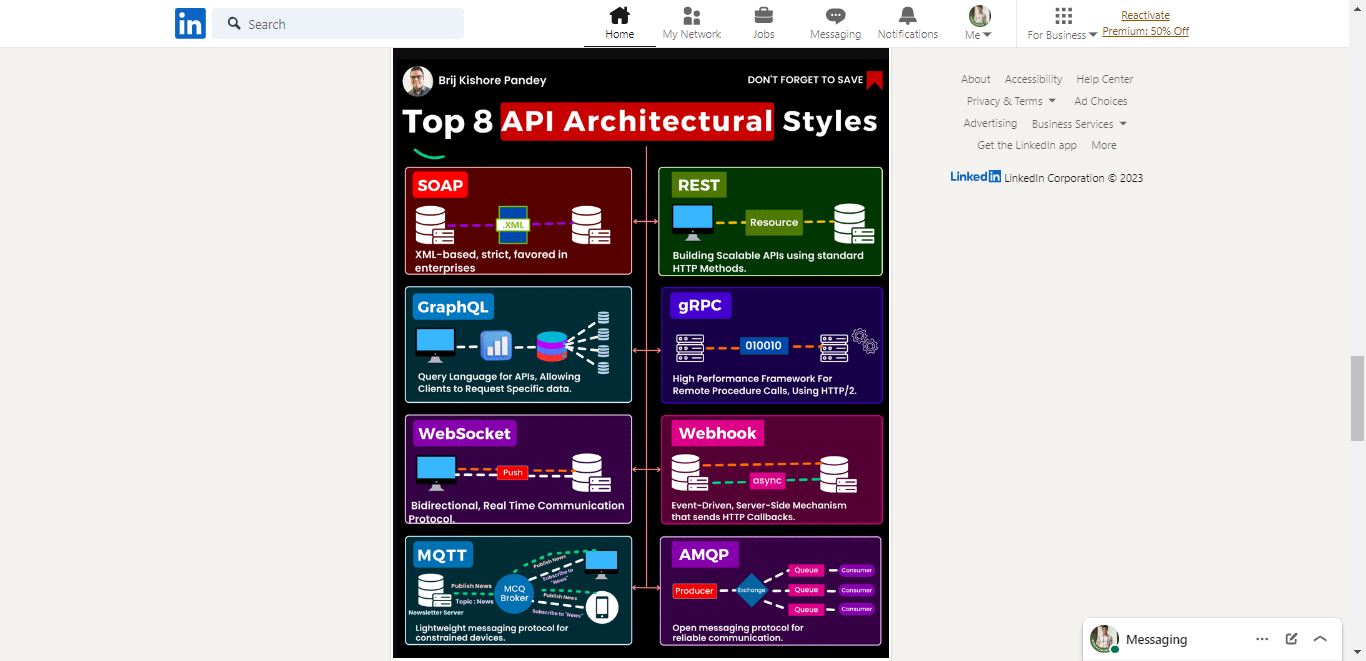 in
Search
Home
My Network
Jobs
Messaging
Notifications
Me
For Business
Reactivate
Premium: 50% Off
Brij Kishore Pandey
DON'T FORGET TO SAVE
Top 8 API Architectural Styles
SOAP
.XML
XML-based, strict, favored in
enterprises
REST
Resource
Building Scalable APIs using standard
HTTP Methods.
GraphQL
Query Language for APIs, Allowing
Clients to Request Specific data.
gRPC
010010
High Performance Framework For
Remote Procedure Calls, Using HTTP/2.
WebSocket
Push
Bidirectional, Real Time Communication
Protocol.
Webhook
async
Event-Driven, Server-Side Mechanism
that sends HTTP Callbacks.
MQTT
Publish News
Topic : News
Newsletter Server
MCQ
Broker
Publish News
Subscribe to
"News"
Publish News
Subscribe to "News"
Lightweight messaging protocol for
constrained devices.
AMQP
Producer
Exchange
Queue
Consumer
Queue
Consumer
Queue
Consumer
Open messaging protocol for
reliable communication.
About Accessibility Help Center
Privacy & Terms Ad Choices
Advertising Business Services
Get the LinkedIn app More
LinkedIn LinkedIn Corporation © 2023
Messaging